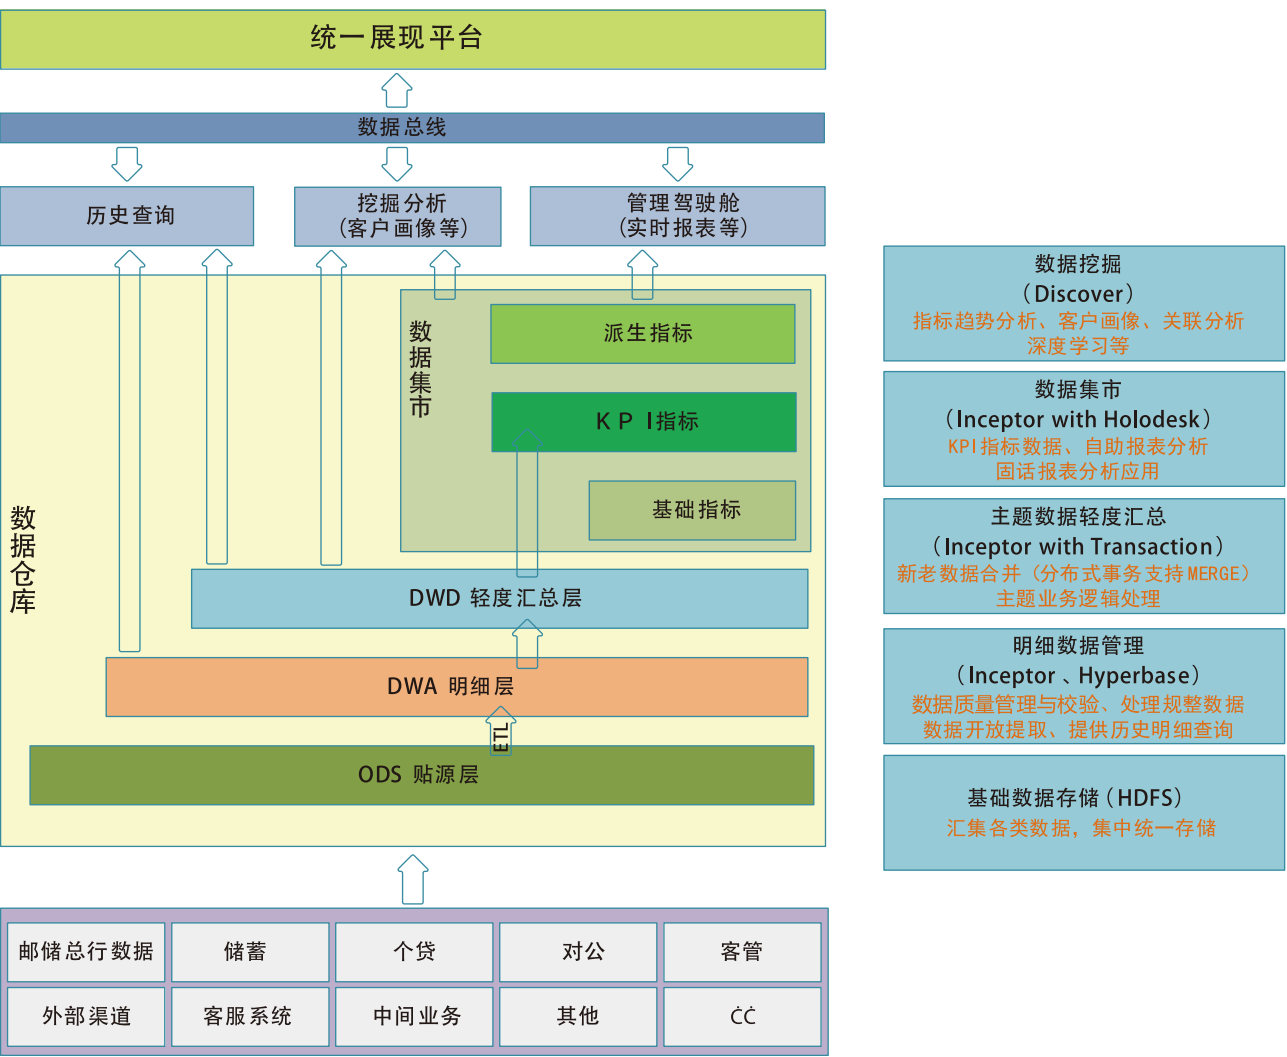 统一展现平台
数据总线
历史查询
挖掘分析
(客户画像等)
管理驾驶舱
(实时报表等)
数据仓库
数据集市
派生指标
KPI指标
基础指标
DWD 轻度汇总层
DWA 明细层
ETL
ODS 贴源层
邮储总行数据
储蓄
个贷
对公
客管
外部渠道
客服系统
中间业务
其他
ĊĊ
数据挖掘
(Discover)
指标趋势分析、客户画像、关联分析
深度学习等
数据集市
(Inceptor with Holodesk)
KPI指标数据、自助报表分析
固话报表分析应用
主题数据轻度汇总
(Inceptor with Transaction)
新老数据合并（分布式事务支持MERGE）
主题业务逻辑处理
明细数据管理
(Inceptor、Hyperbase)
数据质量管理与校验、处理规整数据
数据开放提取、提供历史明细查询
基础数据存储(HDFS)
汇集各类数据，集中统一存储